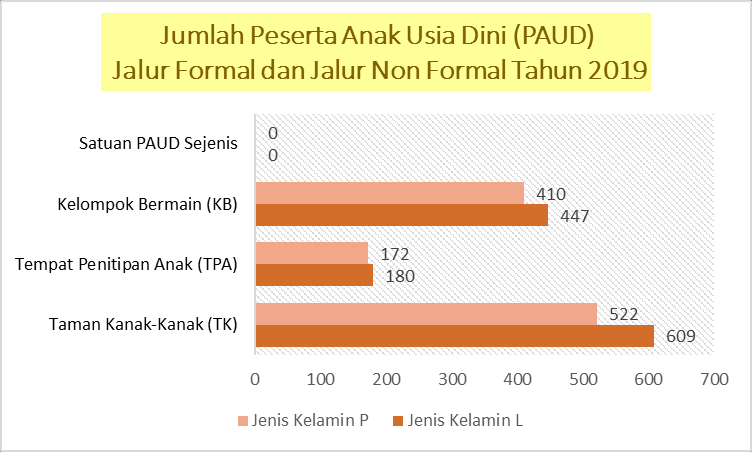 Jumlah Peserta Anak Usia Dini (PAUD)
Jalur Formal dan Jalur Non Formal Tahun 2019
Satuan PAUD Sejenis
0
0
Kelompok Bermain (KB)
410
447
Tempat Penitipan Anak (TPA)
172
180
Taman Kanak-Kanak (TK)
522
609
0 100 200 300 400 500 600 700
Jenis Kelamin P Jenis Kelamin L